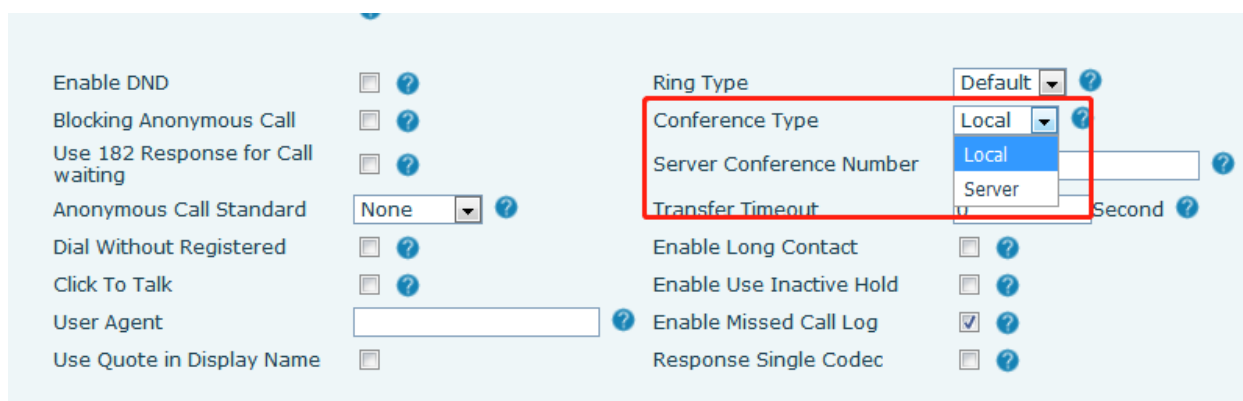 Enable DND
Ring Type Default
Blocking Anonymous Call
Conference Type Local
Local
Server
Use 182 Response for Call
waiting
Server Conference Number
Anonymous Call Standard None
Transfer Timeout 0 Second
Dial Without Registered
Enable Long Contact
Click To Talk
Enable Use Inactive Hold
User Agent
Enable Missed Call Log
Use Quote in Display Name
Response Single Codec